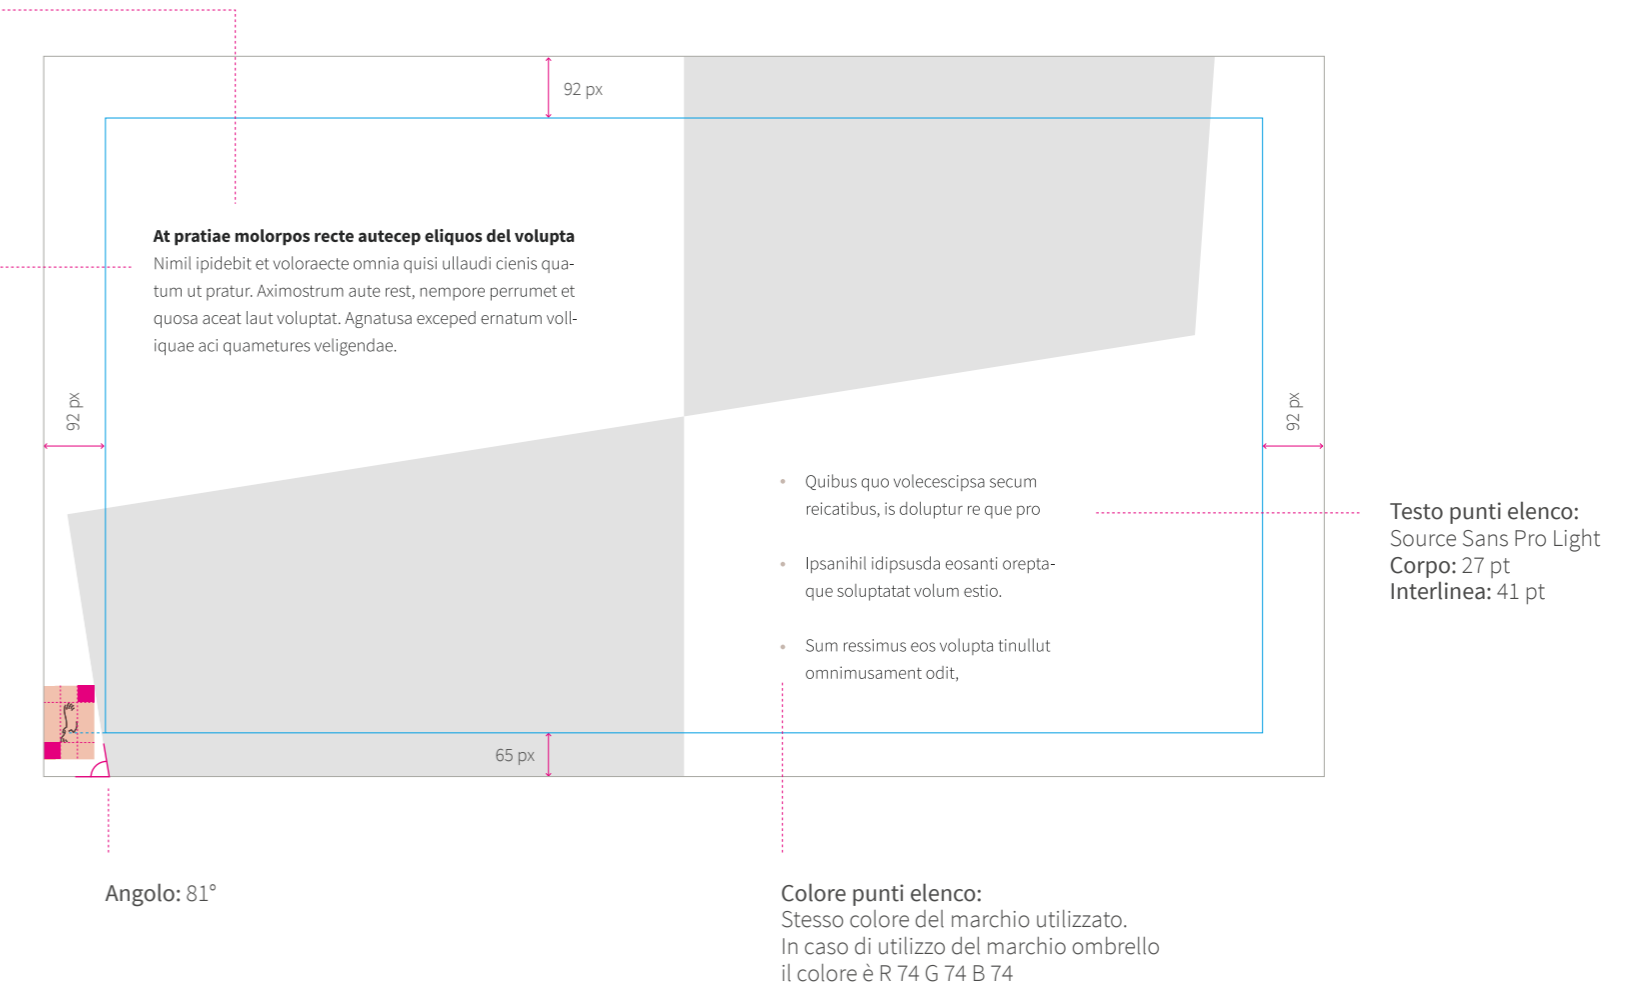 92 px
At pratiae molorpos recte autecep eliquos del volupta
Nimil ipidebit et voloraecte omnia quisi ullaudi cienis qua-
tum ut pratur. Aximostrum aute rest, nempore perrumet et
quosa aceat laut voluptat. Agnatusa exceped ernatum voll-
iquae aci quametures veligendae.
92 px
92 px
• Quibus quo volecescipsa secum
reicatibus, is doluptur re que pro
• Ipsanihil idipsusda eosanti orepta-
que soluptatat volum estio.
• Sum ressimus eos volupta tinullut
omnimusament odit,
Testo punti elenco:
Source Sans Pro Light
Corpo: 27 pt
Interlinea: 41 pt
65 px
Angolo: 81°
Colore punti elenco:
Stesso colore del marchio utilizzato.
In caso di utilizzo del marchio ombrello
il colore è R 74 G 74 B 74